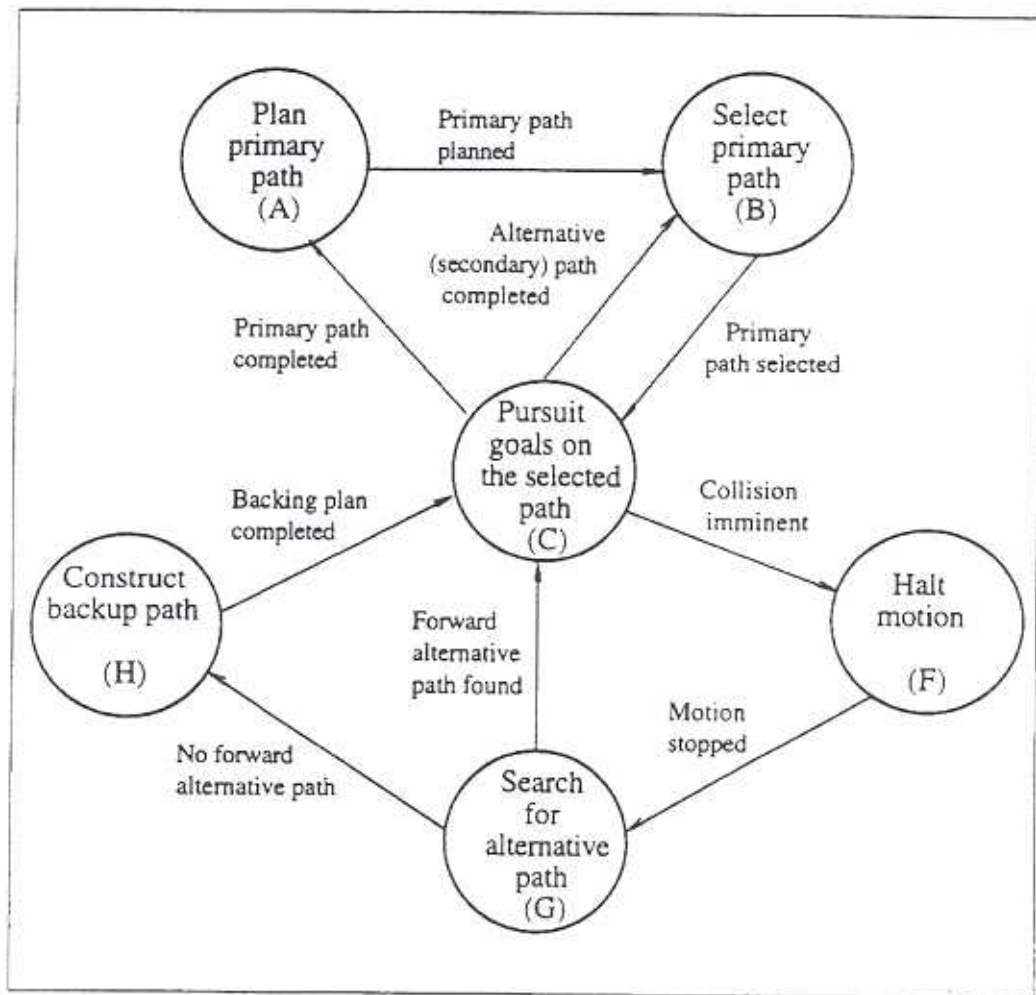 Plan
primary
path
(A)
Primary path
planned
Select
primary
path
(B)
Alternative
(secondary) path
completed
Primary path
completed
Primary
path selected
Pursuit
goals on
the selected
path
(C)
Backing plan
completed
Collision
imminent
Construct
backup path
(H)
Forward
alternative
path found
Halt
motion
(F)
Motion
stopped
No forward
alternative path
Search
for
alternative
path
(G)